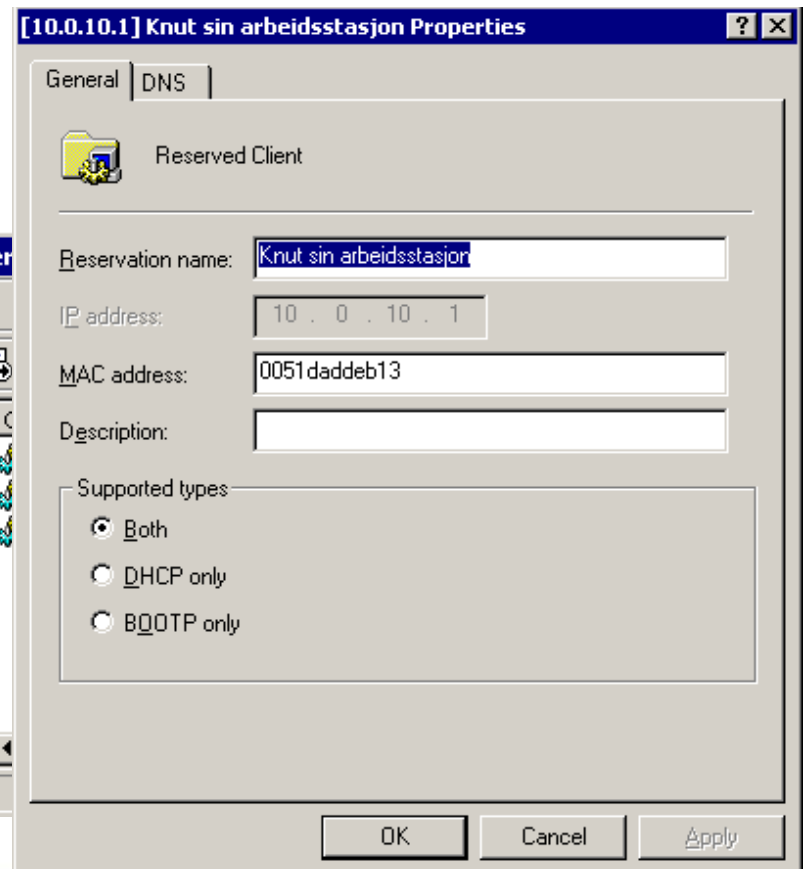 [10.0.10.1] Knut sin arbeidsstasjon Properties
General DNS
Reserved Client
Reservation name: Knut sin arbeidsstasjon
IP address: 10 . 0 . 10 . 1
MAC address: 0051daddeb13
Description:
Supported types
Both
DHCP only
BOOTP only
OK Cancel Apply